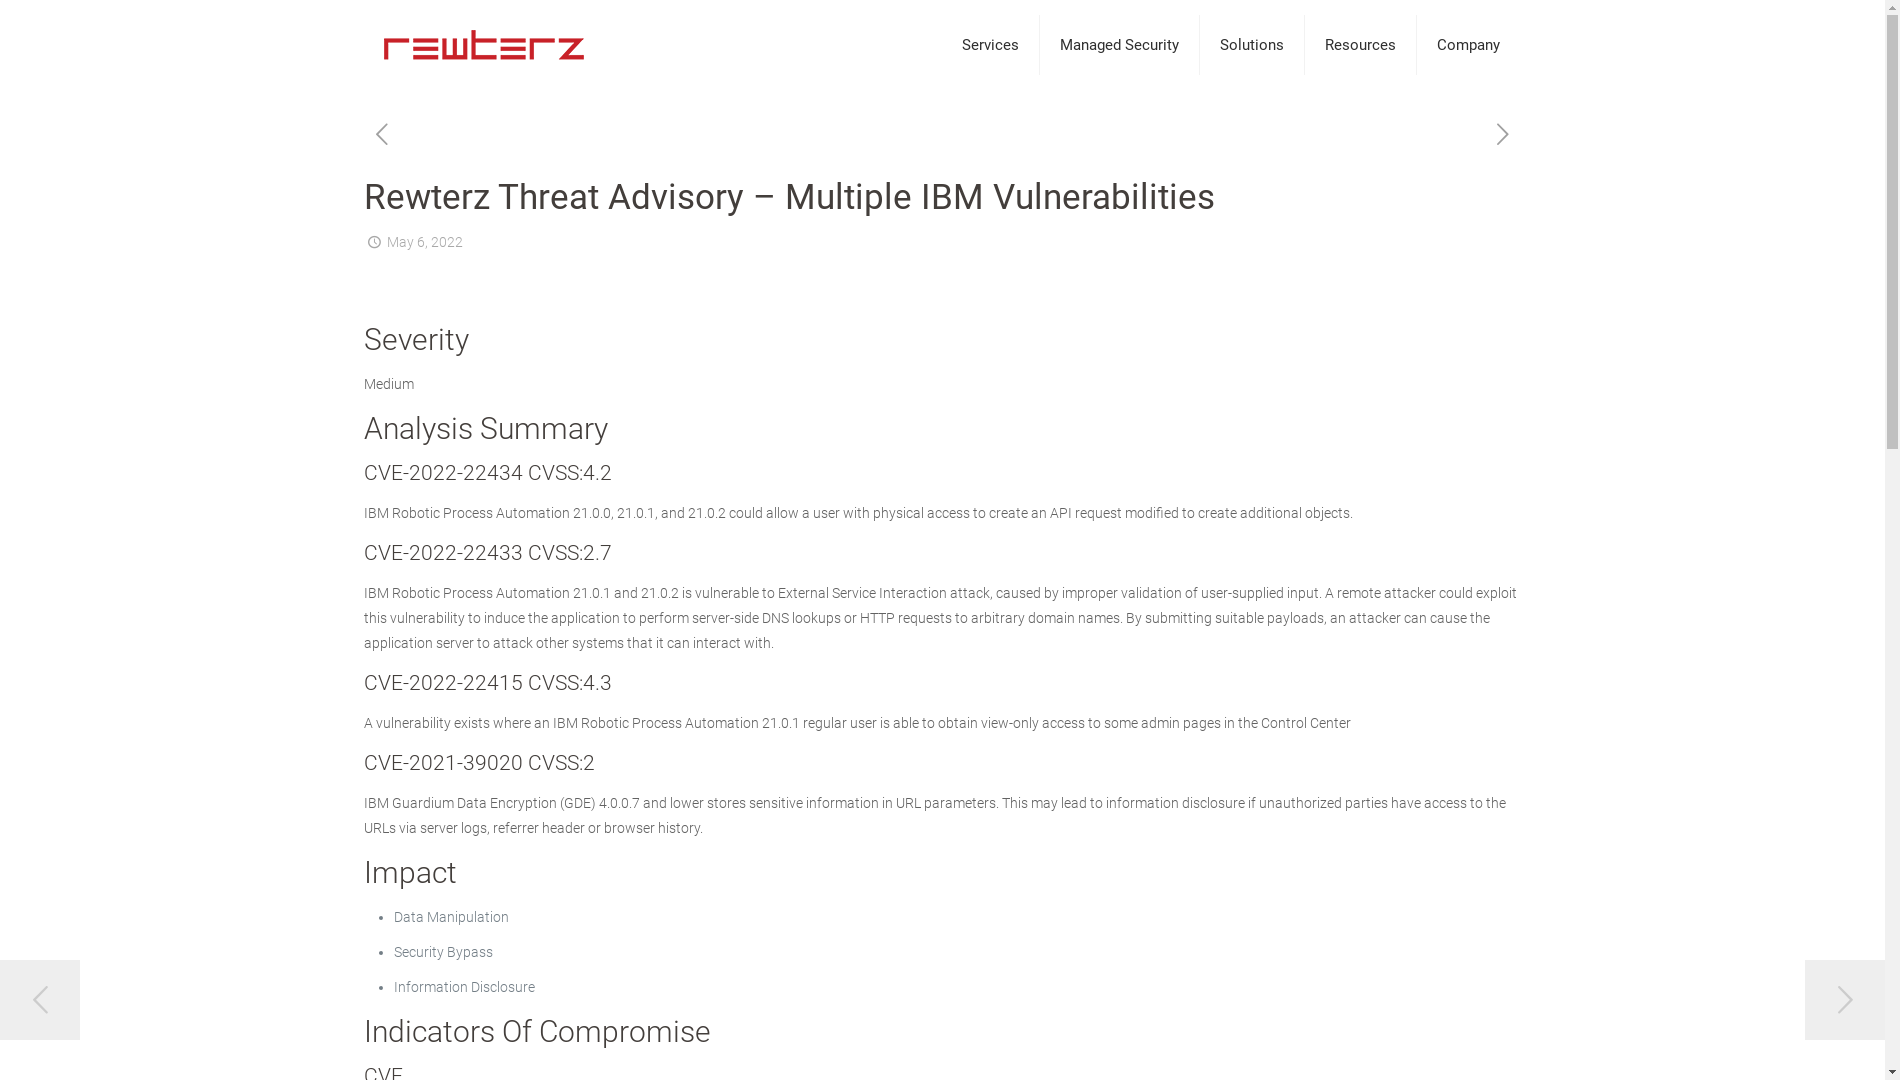 rewterz
Services
Managed Security
Solutions
Resources
Company
Rewterz Threat Advisory – Multiple IBM Vulnerabilities
May 6, 2022
Severity
Medium
Analysis Summary
CVE-2022-22434 CVSS:4.2
IBM Robotic Process Automation 21.0.0, 21.0.1, and 21.0.2 could allow a user with physical access to create an API request modified to create additional objects.
CVE-2022-22433 CVSS:2.7
IBM Robotic Process Automation 21.0.1 and 21.0.2 is vulnerable to External Service Interaction attack, caused by improper validation of user-supplied input. A remote attacker could exploit
this vulnerability to induce the application to perform server-side DNS lookups or HTTP requests to arbitrary domain names. By submitting suitable payloads, an attacker can cause the
application server to attack other systems that it can interact with.
CVE-2022-22415 CVSS:4.3
A vulnerability exists where an IBM Robotic Process Automation 21.0.1 regular user is able to obtain view-only access to some admin pages in the Control Center
CVE-2021-39020 CVSS:2
IBM Guardium Data Encryption (GDE) 4.0.0.7 and lower stores sensitive information in URL parameters. This may lead to information disclosure if unauthorized parties have access to the
URLs via server logs, referrer header or browser history.
Impact
Data Manipulation
Security Bypass
Information Disclosure
Indicators Of Compromise
CVE